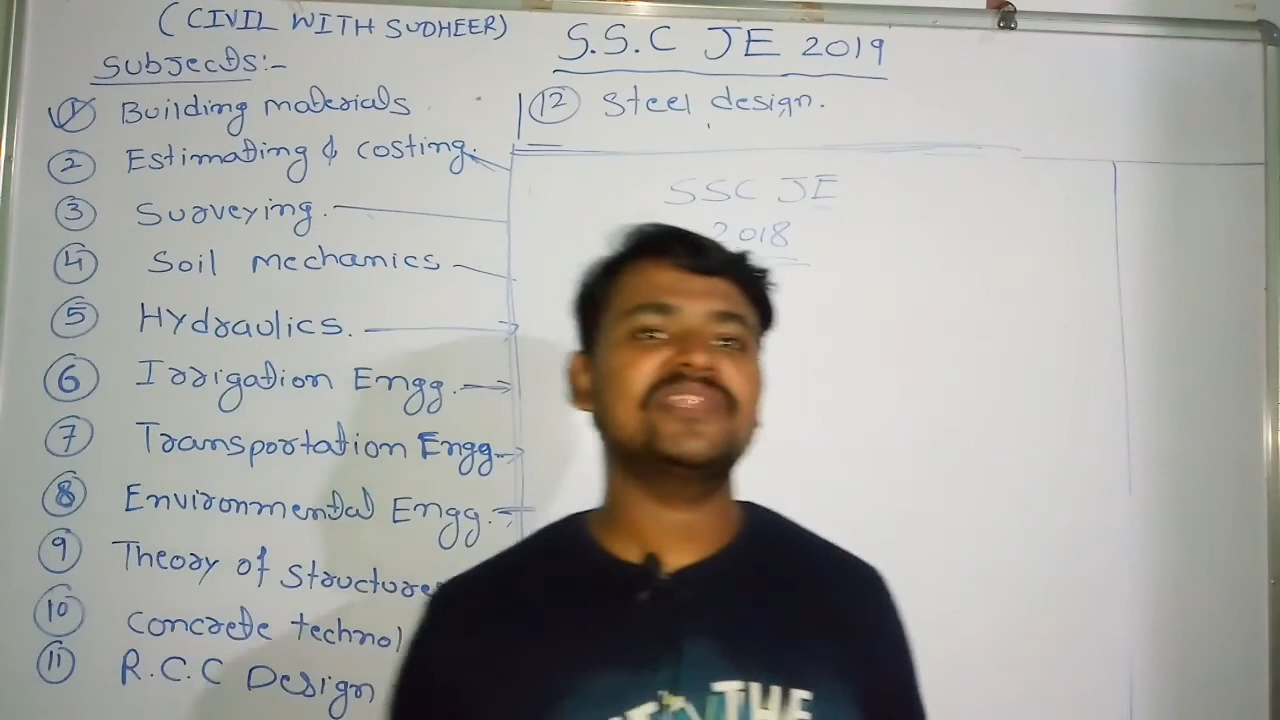 (CIVIL WITH SUDHEER)
S.S.C JE 2019
Subjects:-
1 Building materials
2 Estimating & costing.
3 Surveying.
4 Soil mechanics
5 Hydraulics.
6 Irrigation Engg.
7 Transportation Engg
8 Environmental Engg.
9 Theory of Structure
10 concrete technol
11 R.C.C Design
12 Steel design.
SSC JE
2018
THE